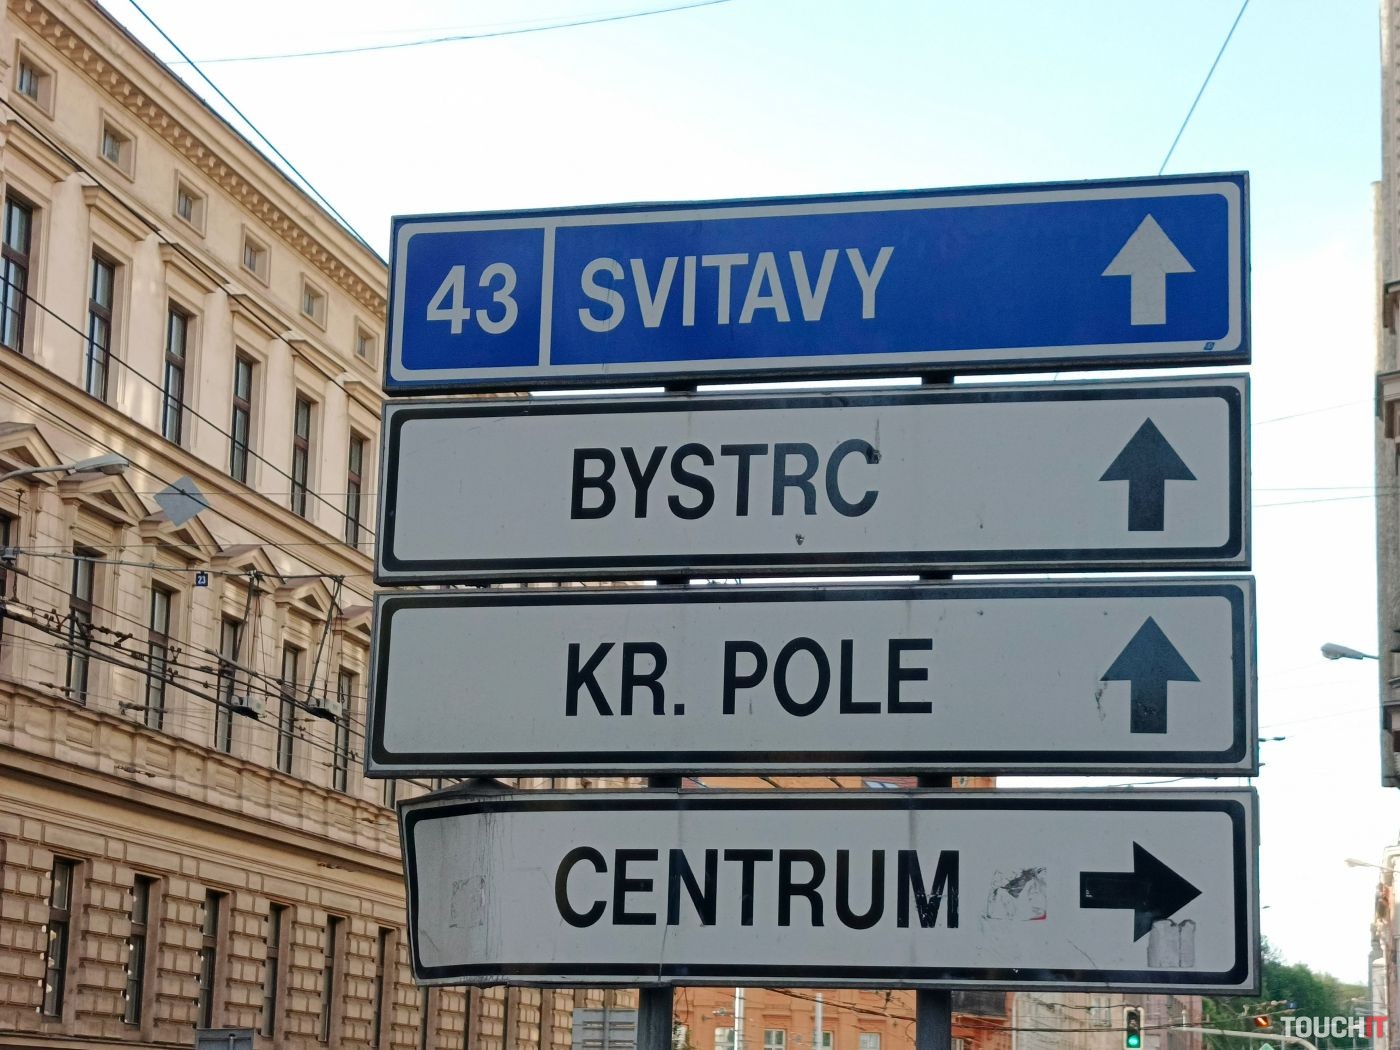 43 SVITAVY
BYSTRC
KR. POLE
CENTRUM
23
TOUCHIT